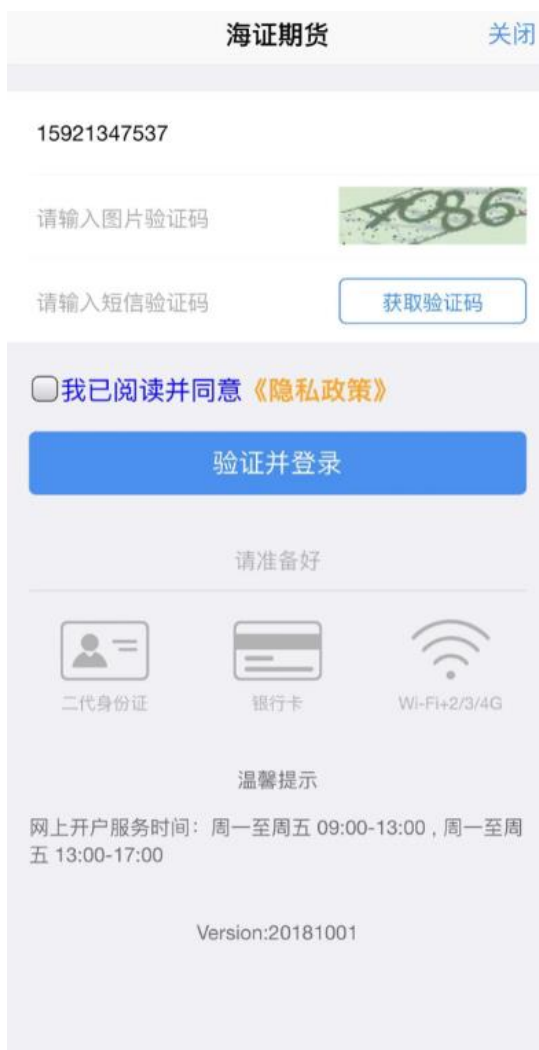 海证期货 关闭
15921347537
请输入图片验证码 4086
请输入短信验证码 获取验证码
我已阅读并同意《隐私政策》
验证并登录
请准备好
二代身份证 银行卡 Wi-Fi+2/3/4G
温馨提示
网上开户服务时间：周一至周五 09:00-13:00 , 周一至周
五 13:00-17:00
Version:20181001